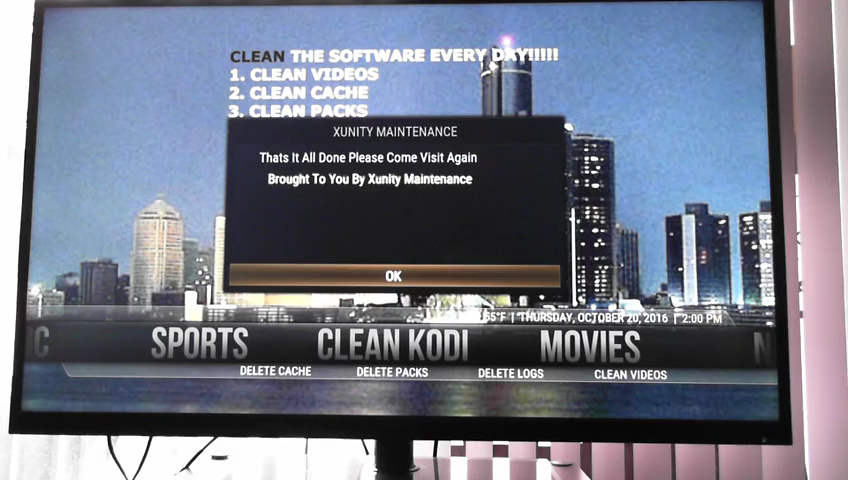 CLEAN THE SOFTWARE EVERY DAY!!!!!
1. CLEAN VIDEOS
2. CLEAN CACHE
3. CLEAN PACKS
XUNITY MAINTENANCE
Thats It All Done Please Come Visit Again
Brought To You By Xunity Maintenance
OK
55°F | THURSDAY, OCTOBER 20, 2016 | 2:00 PM
IC SPORTS CLEAN KODI MOVIES N
DELETE CACHE DELETE PACKS DELETE LOGS CLEAN VIDEOS